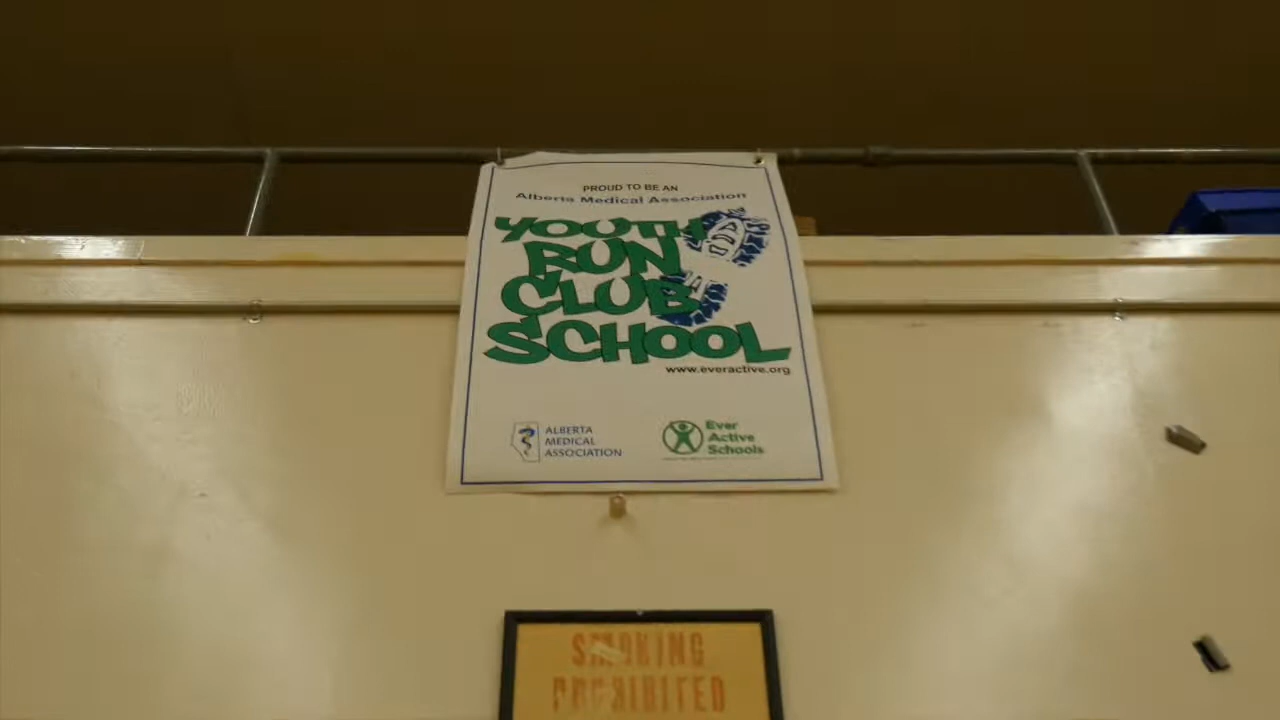 PROUD TO BE AN
Alberta Medical Association
YOUTH
RUN
CLUB
SCHOOL
www.everactive.org
ALBERTA
MEDICAL
ASSOCIATION
Ever
Active
Schools
SMOKING
PROHIBITED